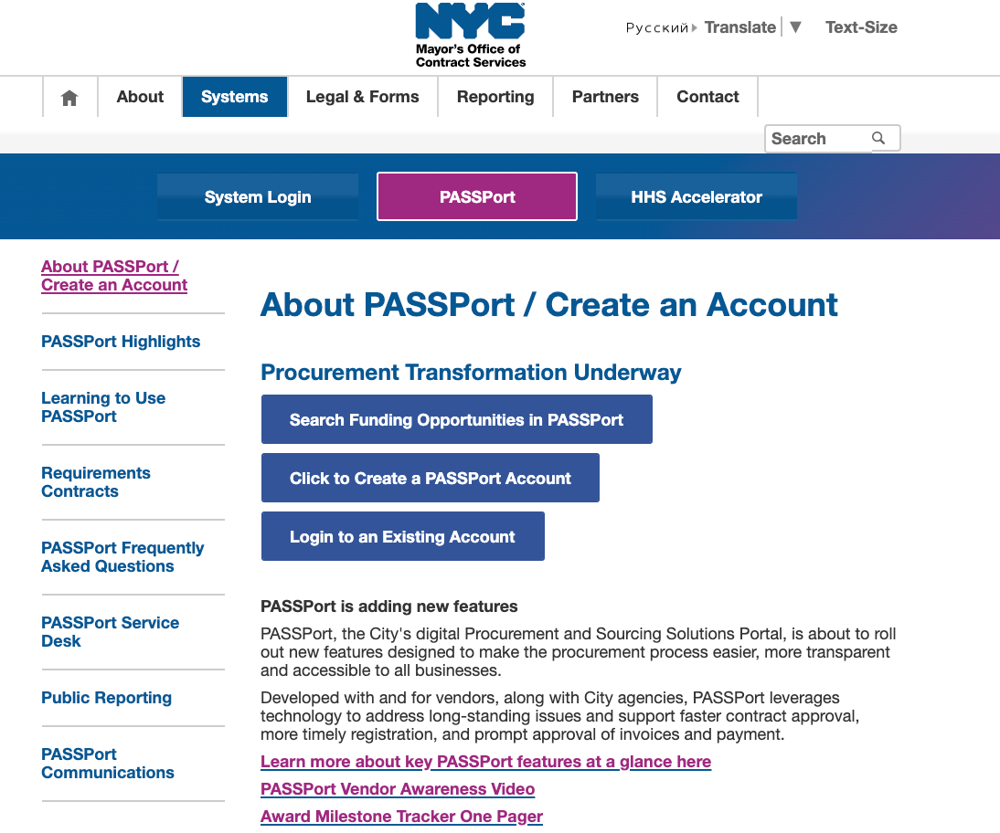 NYC
Mayor's Office of
Contract Services
Русский Translate ▼ Text-Size
About Systems Legal & Forms Reporting Partners Contact
Search
System Login PASSPort HHS Accelerator
About PASSPort /
Create an Account
PASSPort Highlights
Learning to Use
PASSPort
Requirements
Contracts
PASSPort Frequently
Asked Questions
PASSPort Service
Desk
Public Reporting
PASSPort
Communications
About PASSPort / Create an Account
Procurement Transformation Underway
Search Funding Opportunities in PASSPort
Click to Create a PASSPort Account
Login to an Existing Account
PASSPort is adding new features
PASSPort, the City's digital Procurement and Sourcing Solutions Portal, is about to roll
out new features designed to make the procurement process easier, more transparent
and accessible to all businesses.
Developed with and for vendors, along with City agencies, PASSPort leverages
technology to address long-standing issues and support faster contract approval,
more timely registration, and prompt approval of invoices and payment.
Learn more about key PASSPort features at a glance here
PASSPort Vendor Awareness Video
Award Milestone Tracker One Pager